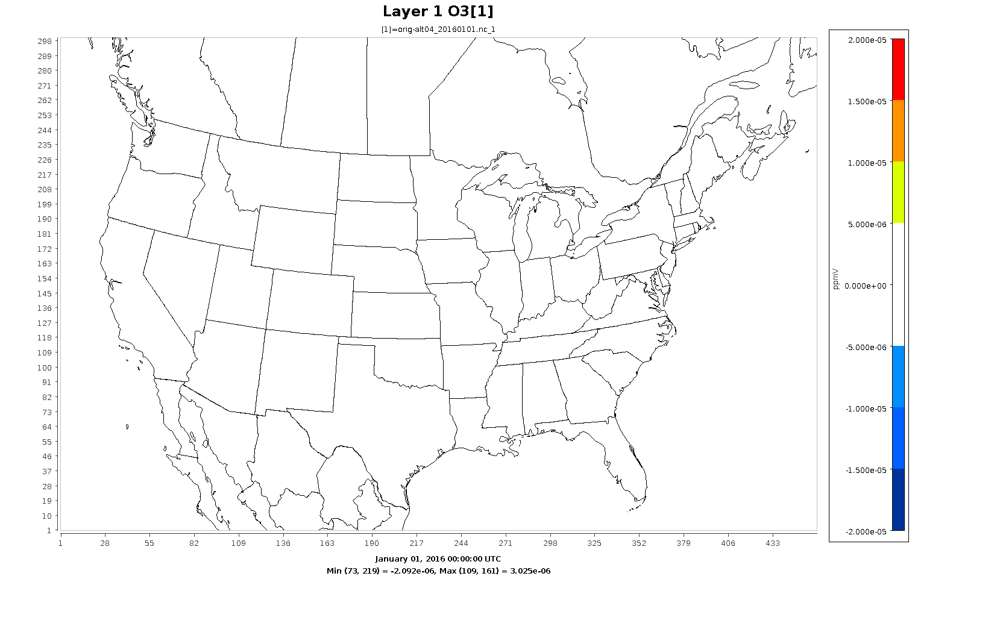 Layer 1 O3[1]
[1]=orig-alt04_20160101.nc_1
298
289
280
271
262
253
244
235
226
217
208
199
190
181
172
163
154
145
136
127
118
109
100
91
82
73
64
55
46
37
28
19
10
1
1 28 55 82 109 136 163 190 217 244 271 298 325 352 379 406 433
January 01, 2016 00:00:00 UTC
Min (73, 219) = -2.092e-06, Max (109, 161) = 3.025e-06
ppmV
2.000e-05
1.500e-05
1.000e-05
5.000e-06
0.000e+00
-5.000e-06
-1.000e-05
-1.500e-05
-2.000e-05